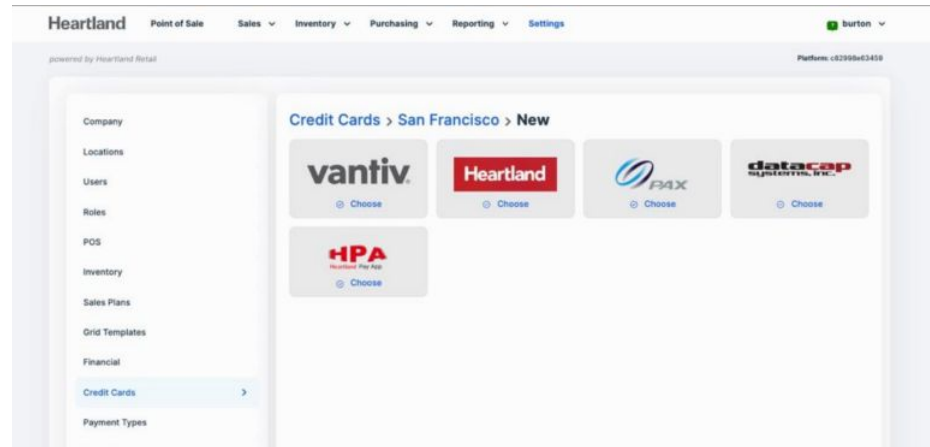 Heartland Point of Sale Sales Inventory Purchasing Reporting Settings burton
powered by Heartland Retail Platform: c82998e63458
Company
Locations
Users
Roles
POS
Inventory
Sales Plans
Grid Templates
Financial
Credit Cards
Payment Types
Credit Cards > San Francisco > New
vantiv.
Choose
Heartland
Choose
PAX
Choose
datacap
systems, inc.
Choose
HPA
Heartland Pay App
Choose